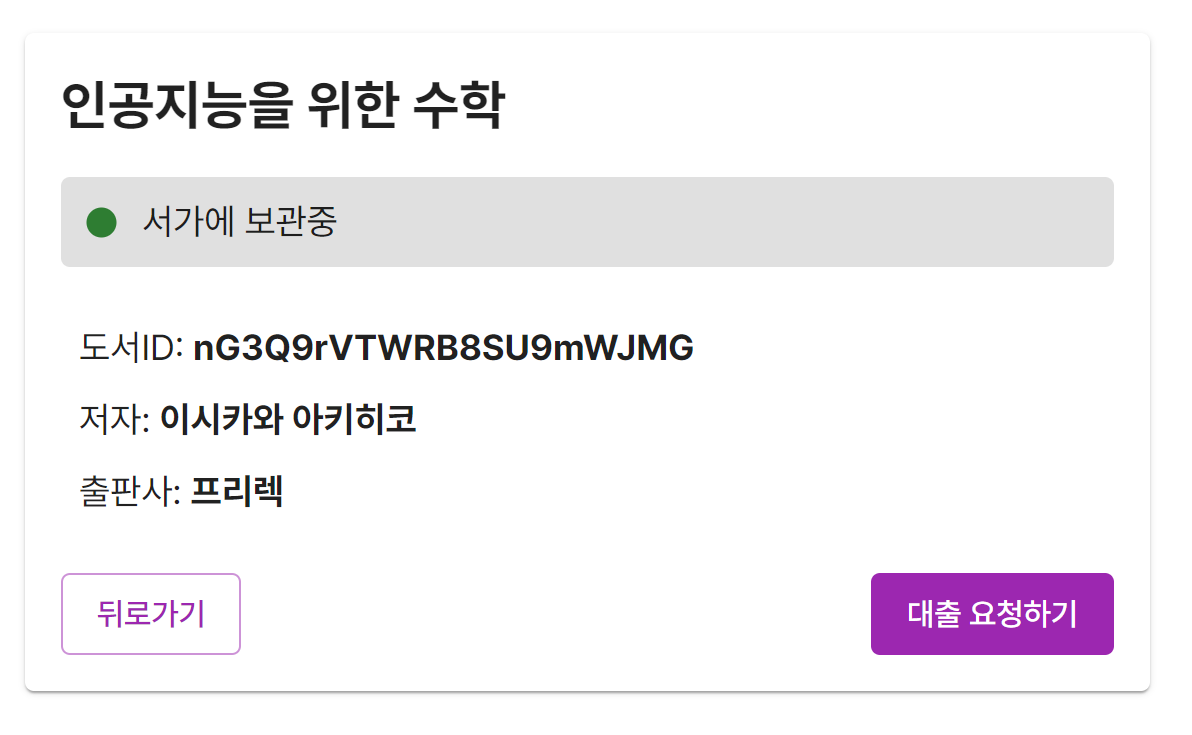 인공지능을 위한 수학
서가에 보관중
도서ID: nG3Q9rVTWRB8SU9mWJMG
저자: 이시카와 아키히코
출판사: 프리렉
뒤로가기
대출 요청하기